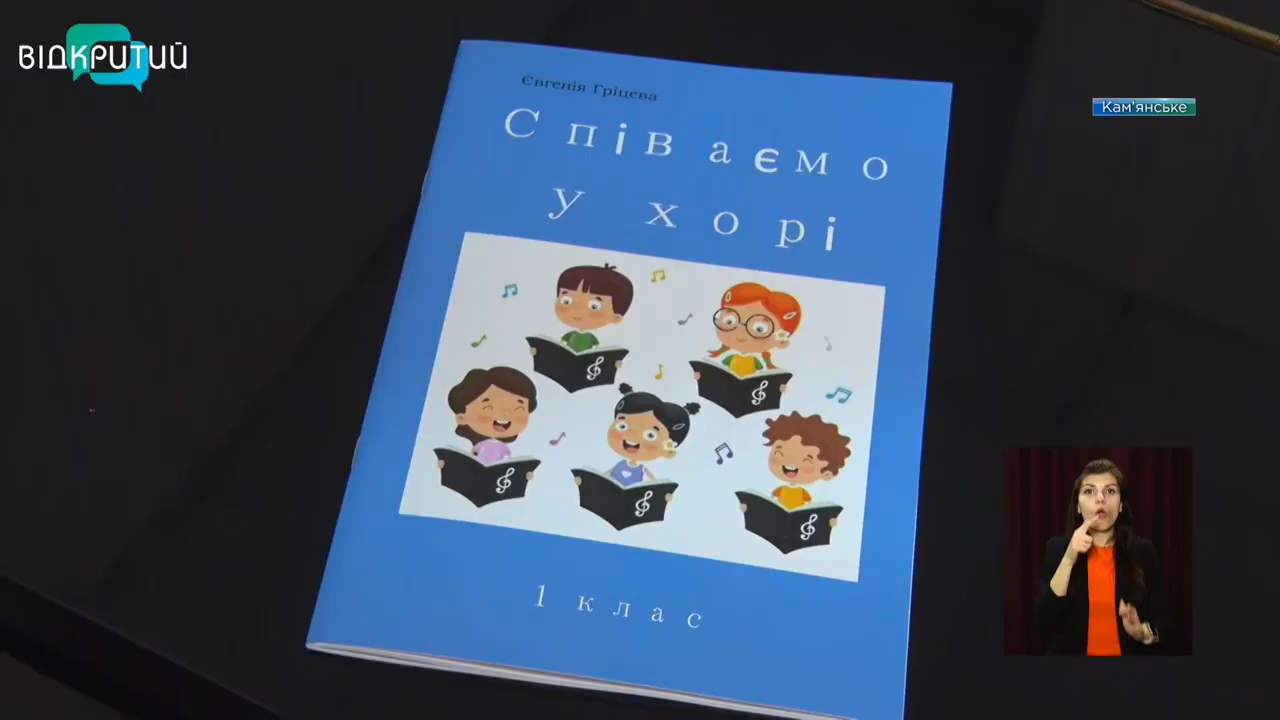 ВІДКРИТИЙ
Кам'янське
Євгенія Гріцева
Співаємо
у хорі
1 клас